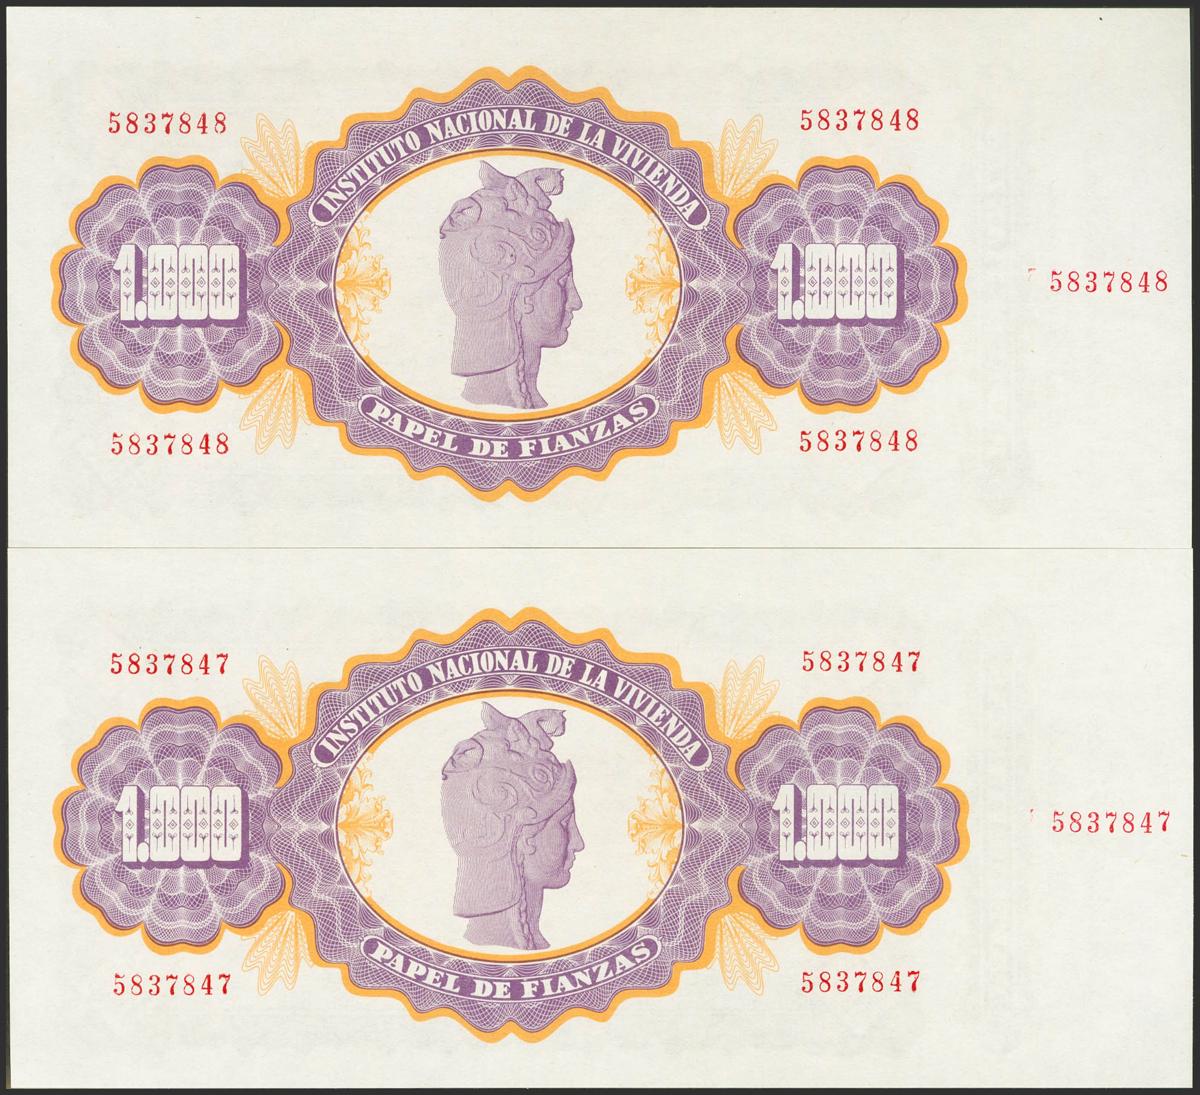 5837848 5837848
INSTITUTO NACIONAL DE LA VIVIENDA
1.000 1.000
5837848
PAPEL DE FIANZAS
5837848 5837848
5837847 5837847
INSTITUTO NACIONAL DE LA VIVIENDA
1.000 1.000
5837847
PAPEL DE FIANZAS
5837847 5837847